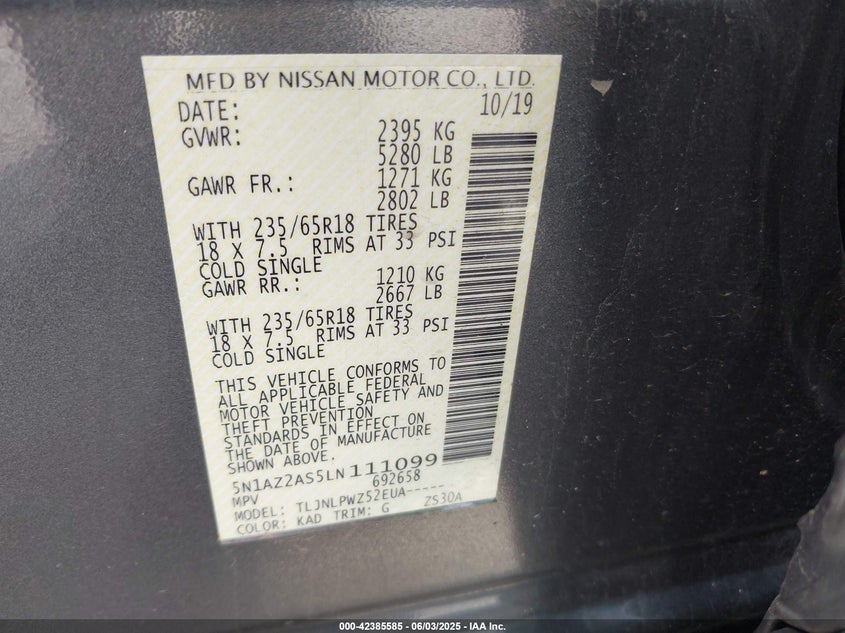 MFD BY NISSAN MOTOR CO., LTD.
DATE: 10/19
GVWR: 2395 KG
5280 LB
GAWR FR.: 1271 KG
2802 LB
WITH 235/65R18 TIRES
18 X 7.5 RIMS AT 33 PSI
COLD SINGLE
GAWR RR.: 1210 KG
2667 LB
WITH 235/65R18 TIRES
18 X 7.5 RIMS AT 33 PSI
COLD SINGLE
THIS VEHICLE CONFORMS TO
ALL APPLICABLE FEDERAL
MOTOR VEHICLE SAFETY AND
THEFT PREVENTION
STANDARDS IN EFFECT ON
THE DATE OF MANUFACTURE
SHOWN ABOVE.
5N1AZ2AS5LN111099
MPV 692658
MODEL: TLJNLPWZ52EUA-----
COLOR: KAD TRIM: G ZS30A
000-42385585 - 06/03/2025 - IAA Inc.